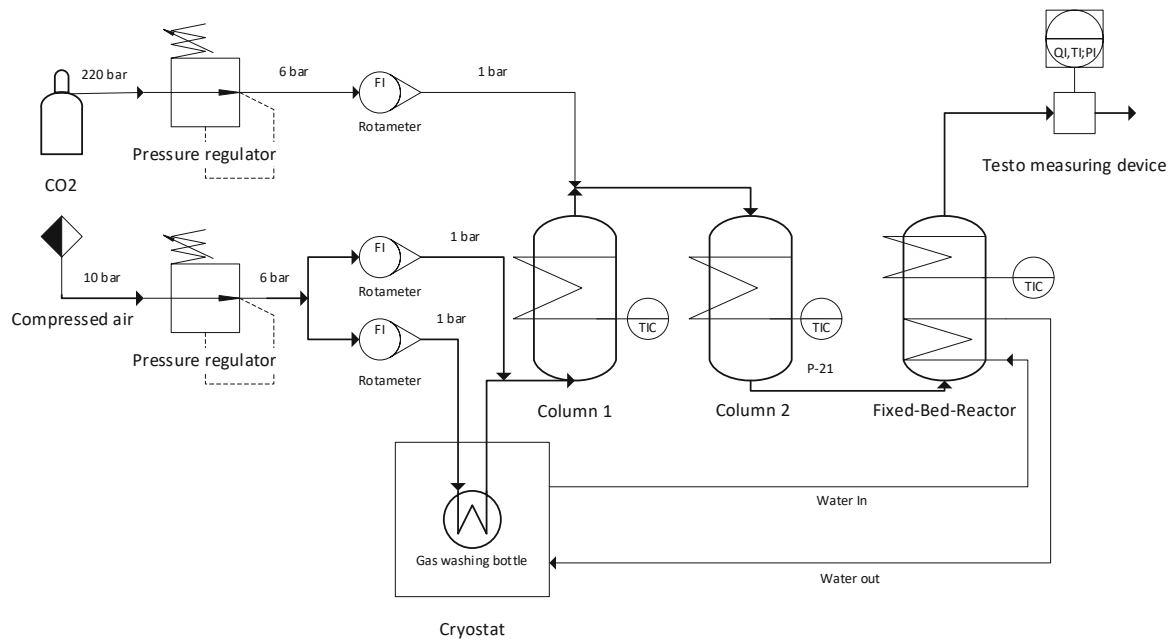 QI,TI;PI
220 bar
6 bar
FI
1 bar
Rotameter
Pressure regulator
Testo measuring device
CO2
10 bar
6 bar
FI
1 bar
Rotameter
TIC
Compressed air
FI
1 bar
TIC
TIC
Pressure regulator
Rotameter
P-21
Column 1
Column 2
Fixed-Bed-Reactor
Water In
Gas washing bottle
Water out
Cryostat